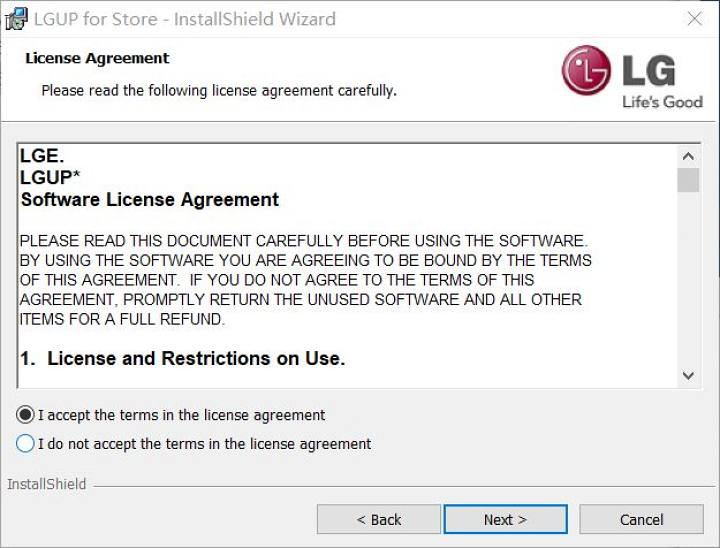 LGUP for Store - InstallShield Wizard
License Agreement
Please read the following license agreement carefully.
LG
Life's Good
LGE.
LGUP*
Software License Agreement
PLEASE READ THIS DOCUMENT CAREFULLY BEFORE USING THE SOFTWARE.
BY USING THE SOFTWARE YOU ARE AGREEING TO BE BOUND BY THE TERMS
OF THIS AGREEMENT.  IF YOU DO NOT AGREE TO THE TERMS OF THIS
AGREEMENT, PROMPTLY RETURN THE UNUSED SOFTWARE AND ALL OTHER
ITEMS FOR A FULL REFUND.
1.  License and Restrictions on Use.
I accept the terms in the license agreement
I do not accept the terms in the license agreement
InstallShield
< Back
Next >
Cancel